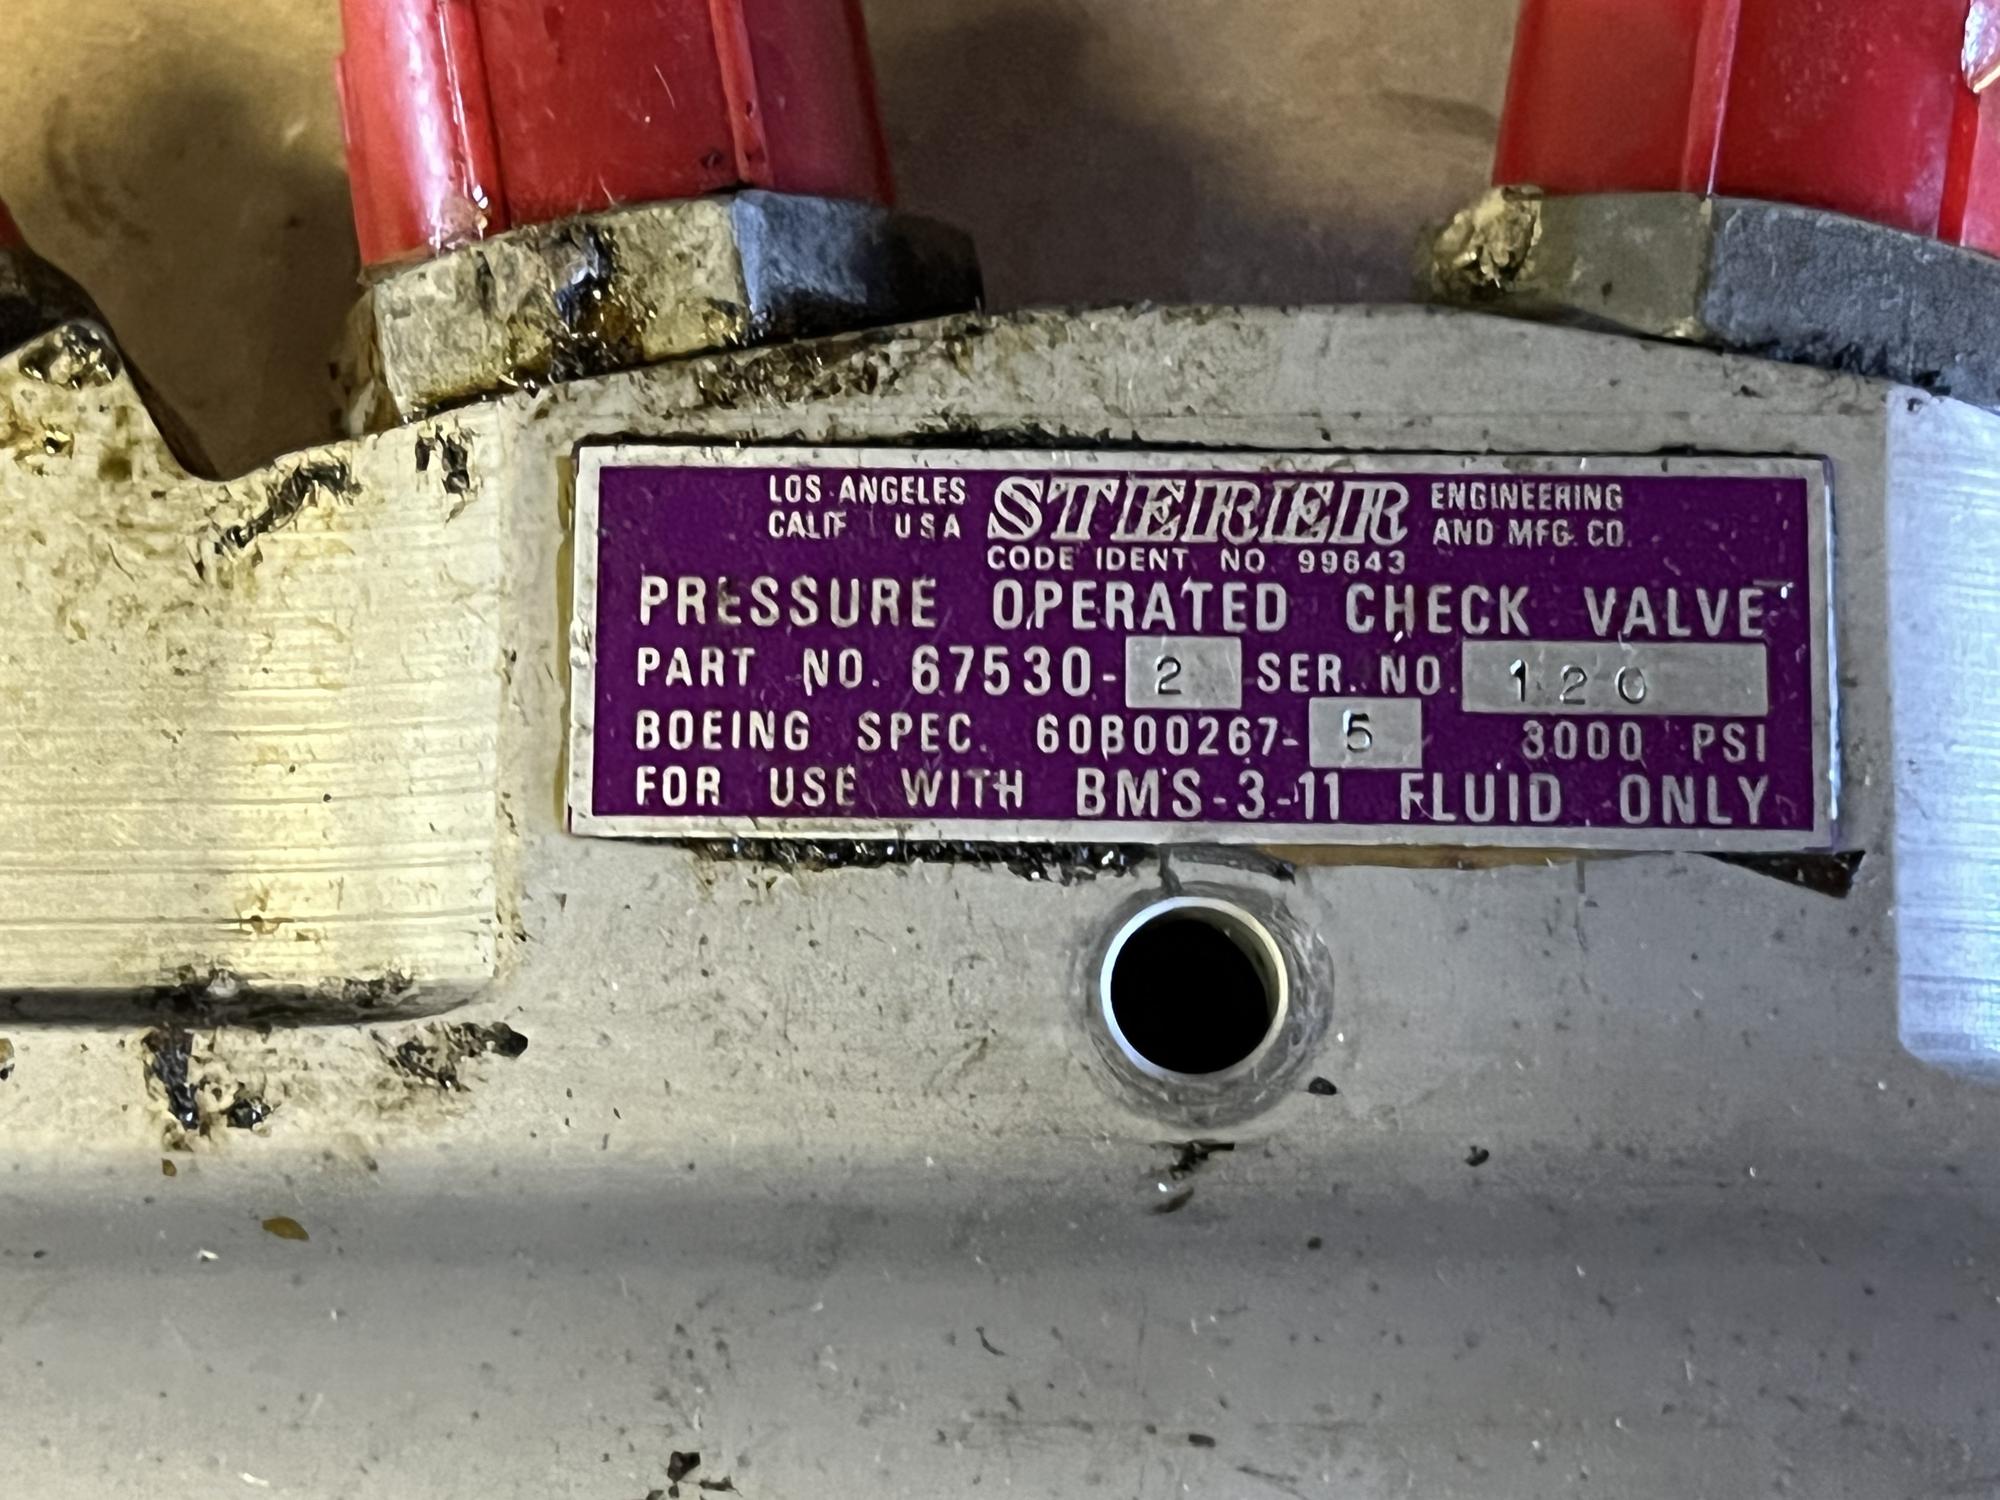 LOS ANGELES CALIF USA STERER ENGINEERING AND MFG. CO.
CODE IDENT. NO. 99643
PRESSURE OPERATED CHECK VALVE
PART NO. 67530-2 SER. NO. 120
BOEING SPEC. 60B00267-5 3000 PSI
FOR USE WITH BMS-3-11 FLUID ONLY